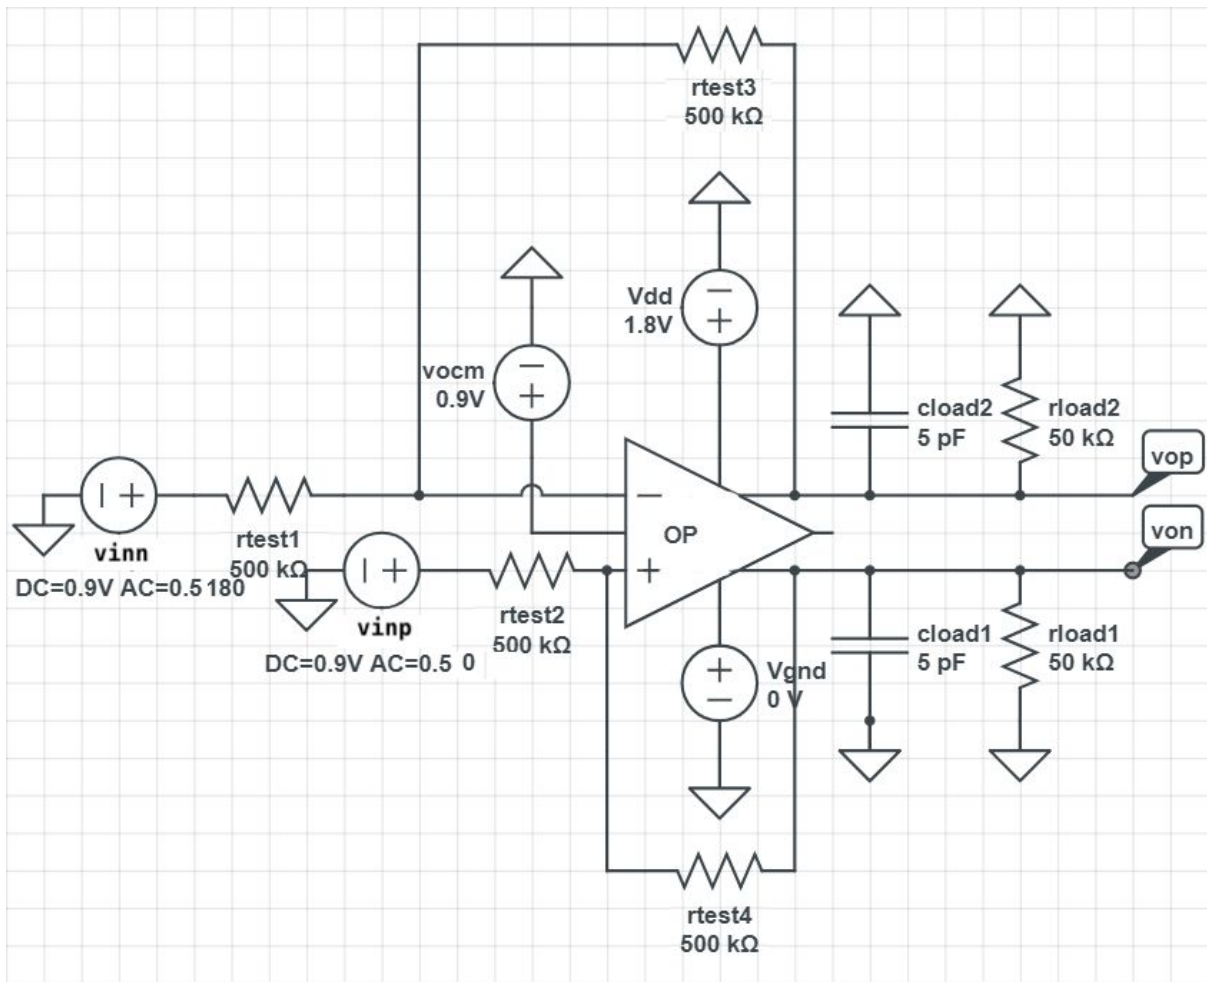 rtest3
500 kΩ
Vdd
1.8V
vocm
0.9V
cload2
5 pF
rload2
50 kΩ
vop
− 
OP
+
von
vinn
DC=0.9V AC=0.5 180
rtest1
500 kΩ
vinp
DC=0.9V AC=0.5 0
rtest2
500 kΩ
Vgnd
0 V
cload1
5 pF
rload1
50 kΩ
rtest4
500 kΩ